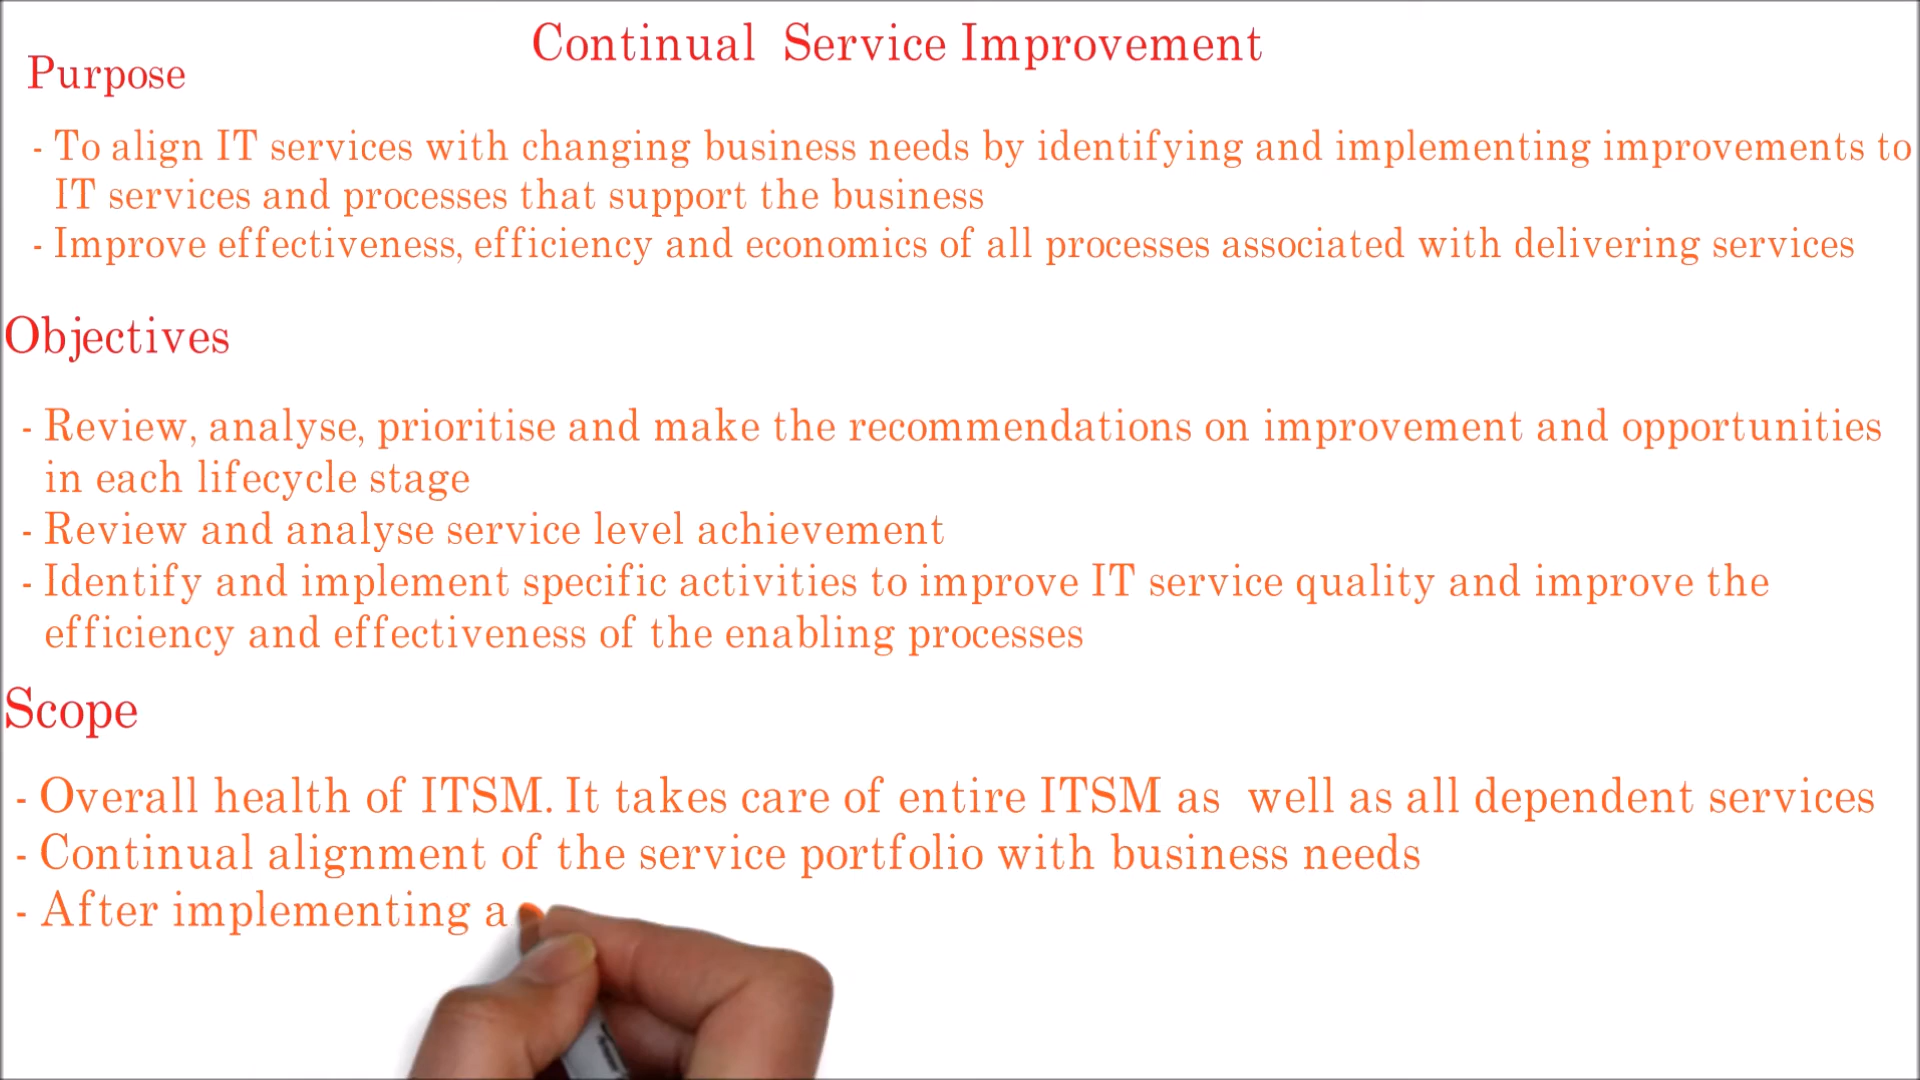 Continual  Service Improvement
Purpose
- To align IT services with changing business needs by identifying and implementing improvements to
IT services and processes that support the business
- Improve effectiveness, efficiency and economics of all processes associated with delivering services
Objectives
- Review, analyse, prioritise and make the recommendations on improvement and opportunities
in each lifecycle stage
- Review and analyse service level achievement
- Identify and implement specific activities to improve IT service quality and improve the
efficiency and effectiveness of the enabling processes
Scope
- Overall health of ITSM. It takes care of entire ITSM as  well as all dependent services
- Continual alignment of the service portfolio with business needs
- After implementing a